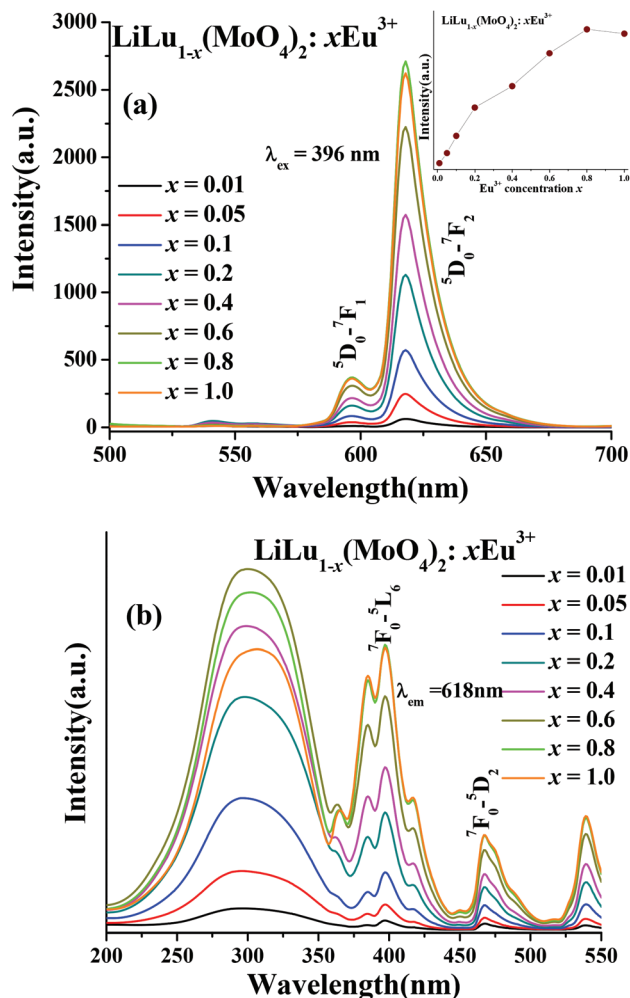 LiLu₁₋ₓ(MoO₄)₂: xEu³⁺
(a)
λex = 396 nm
x = 0.01
x = 0.05
x = 0.1
x = 0.2
x = 0.4
x = 0.6
x = 0.8
x = 1.0
⁵D₀-⁷F₁
⁵D₀-⁷F₂
Intensity(a.u.)
3000
2500
2000
1500
1000
500
0
500 550 600 650 700
Wavelength(nm)
LiLu₁₋ₓ(MoO₄)₂: xEu³⁺
Intensity(a.u.)
0.0 0.2 0.4 0.6 0.8 1.0
Eu³⁺ concentration x
LiLu₁₋ₓ(MoO₄)₂: xEu³⁺
(b)
⁷F₀-⁵L₆
λem =618nm
⁷F₀-⁵D₂
x = 0.01
x = 0.05
x = 0.1
x = 0.2
x = 0.4
x = 0.6
x = 0.8
x = 1.0
Intensity(a.u.)
200 250 300 350 400 450 500 550
Wavelength(nm)